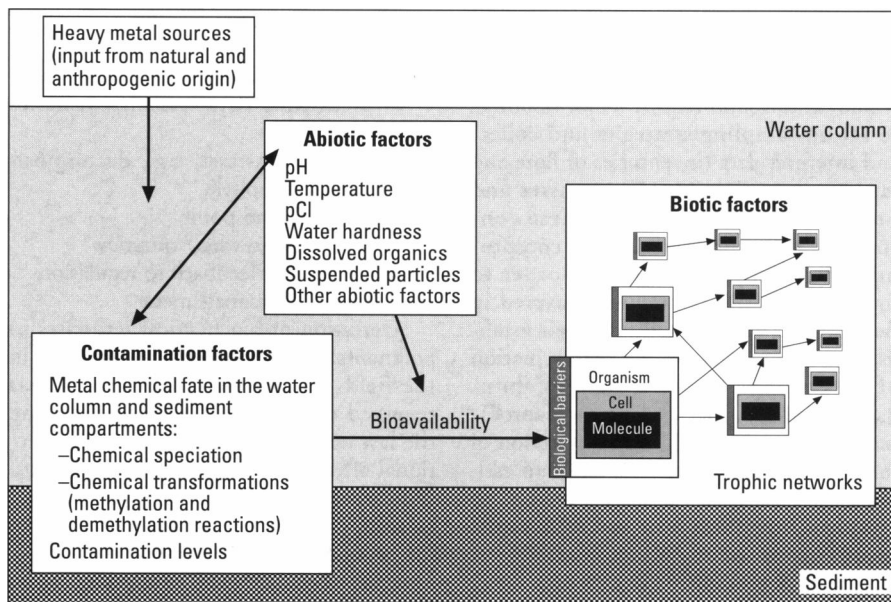 Heavy metal sources
(input from natural and
anthropogenic origin)
Water column
Abiotic factors
pH
Temperature
pCl
Water hardness
Dissolved organics
Suspended particles
Other abiotic factors
Biotic factors
Contamination factors
Metal chemical fate in the water
column and sediment
compartments:
–Chemical speciation
–Chemical transformations
(methylation and
demethylation reactions)
Contamination levels
Bioavailability
Biological barriers
Organism
Cell
Molecule
Trophic networks
Sediment